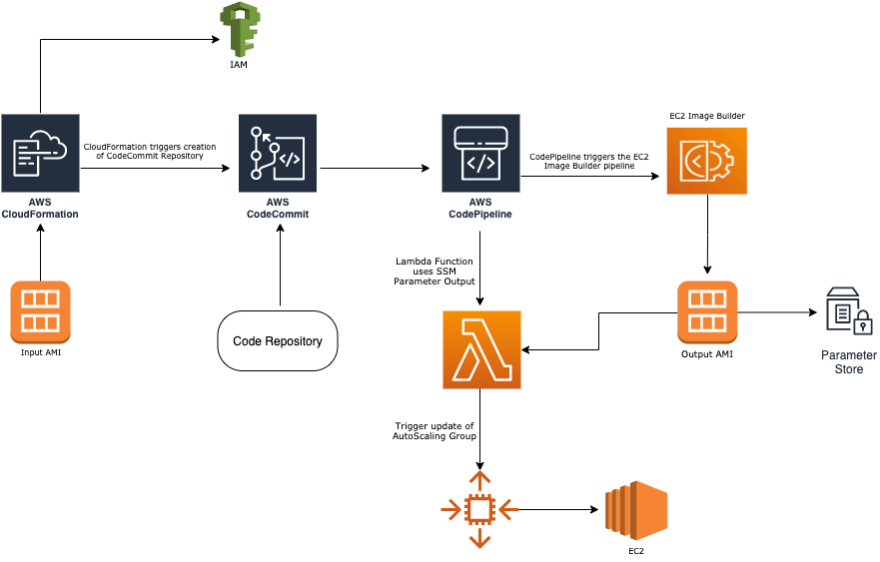 IAM
EC2 Image Builder
CloudFormation triggers creation
of CodeCommit Repository
CodePipeline triggers the EC2
Image Builder pipeline
AWS
CloudFormation
AWS
CodeCommit
AWS
CodePipeline
Lambda Function
uses SSM
Parameter Output
Input AMI
Code Repository
Output AMI
Parameter
Store
Trigger update of
AutoScaling Group
EC2